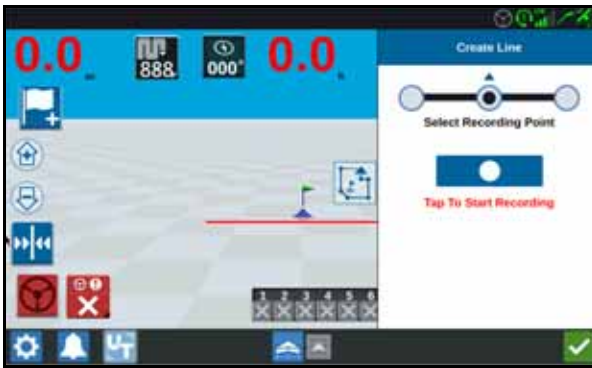 Create Line
0.0
888
000°
0.0
Select Recording Point
Tap To Start Recording
1 2 3 4 5 6
UT